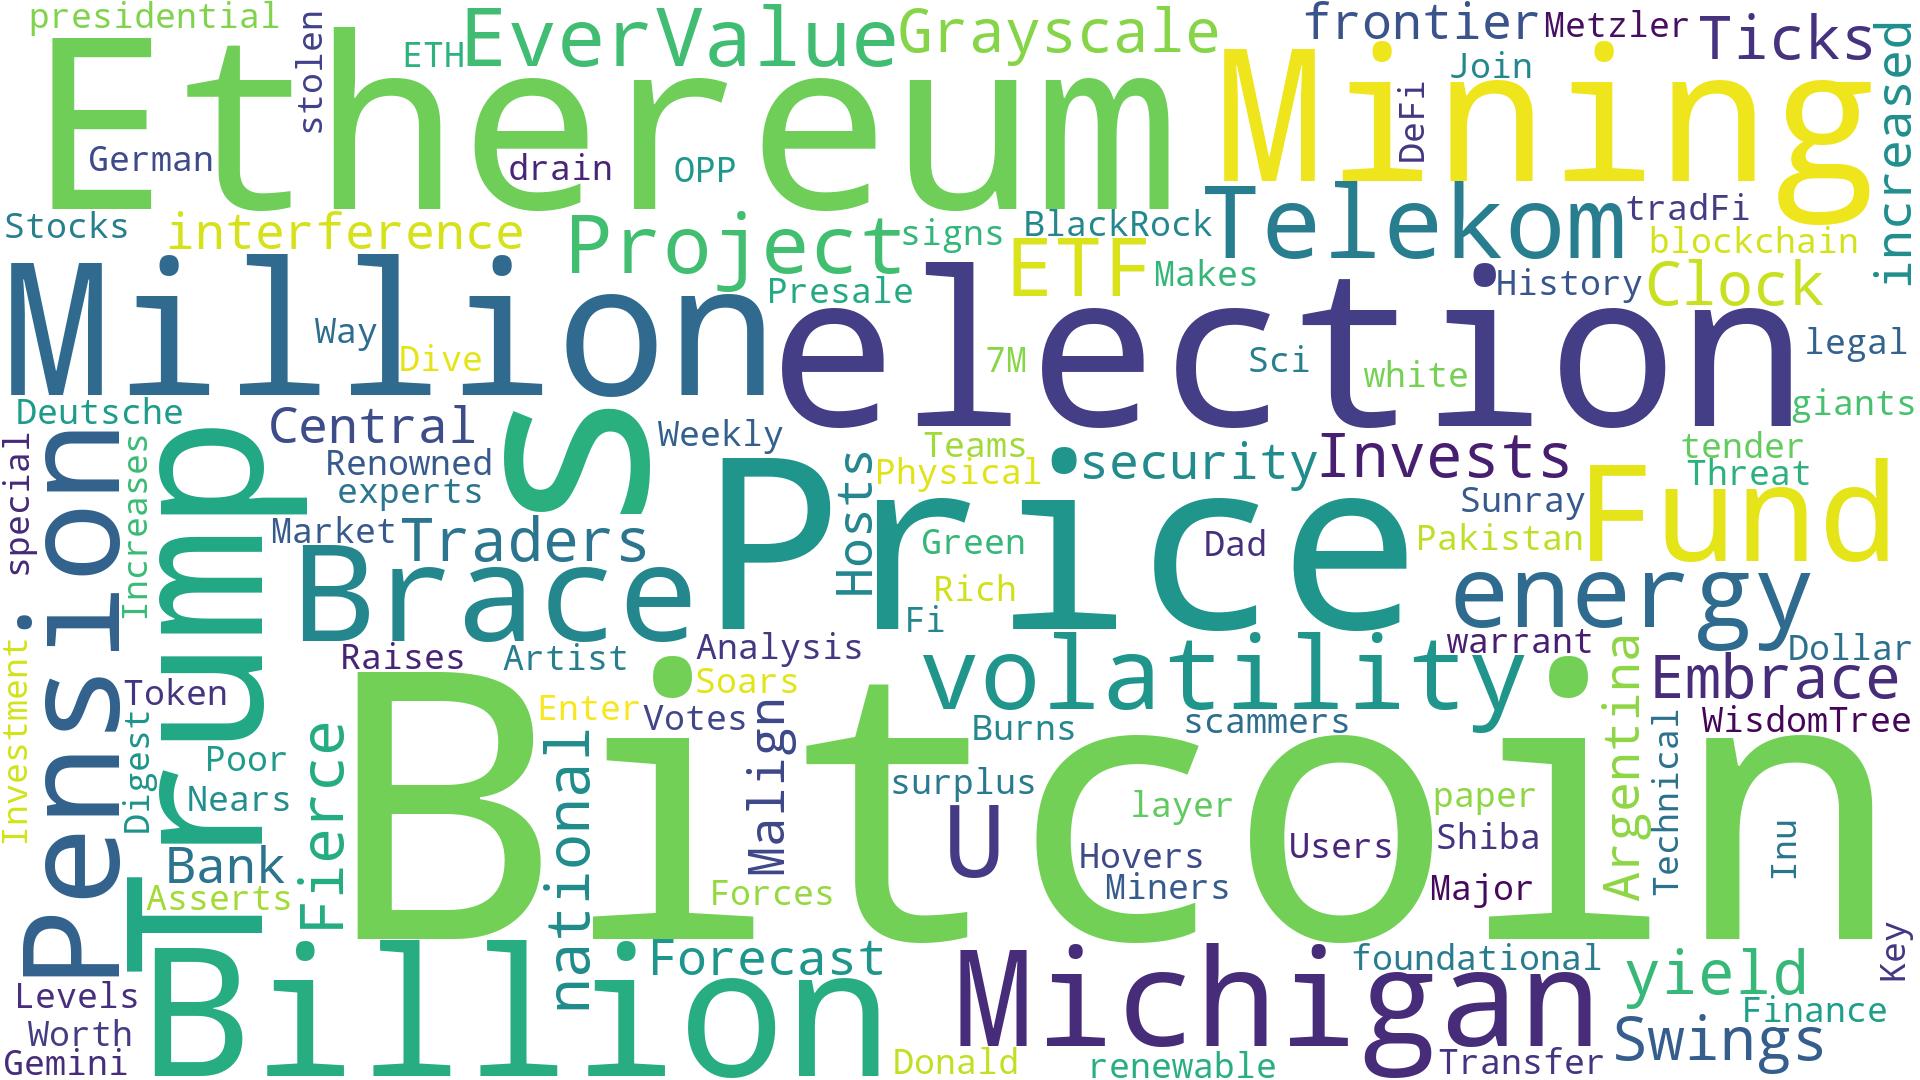 presidential
stolen
ETH
EverValue
Grayscale
frontier
Metzler
Ticks
increased
Ethereum
Mining
Join
DeFi
German
drain
OPP
Stocks
interference
Project
signs
BlackRock
Telekom
tradFi
blockchain
ETF
Makes
Million
Presale
History
Clock
election
Way
Dive
7M
Sci
white
legal
giants
Deutsche
Central
S
Weekly
Teams
Physical
security
Invests
tender
Threat
special
Pension
Increases
Trump
Renowned
experts
Market
Traders
Brace
Hosts
Price
Green
Rich
Fi
Dad
Sunray
Pakistan
Fund
energy
Investment
Raises
Artist
Analysis
volatility
warrant
Argentina
Dollar
Embrace
Token
Digest
Soars
Enter
Votes
Malign
Burns
scammers
WisdomTree
Technical
Poor
Nears
Fierce
Bitcoin
national
surplus
U
layer
Users
paper
Shiba
Inu
Hovers
Miners
Major
Bank
Asserts
Forces
Key
Billion
Forecast
Michigan
foundational
yield
Levels
Worth
Gemini
Donald
renewable
Transfer
Finance
Swings